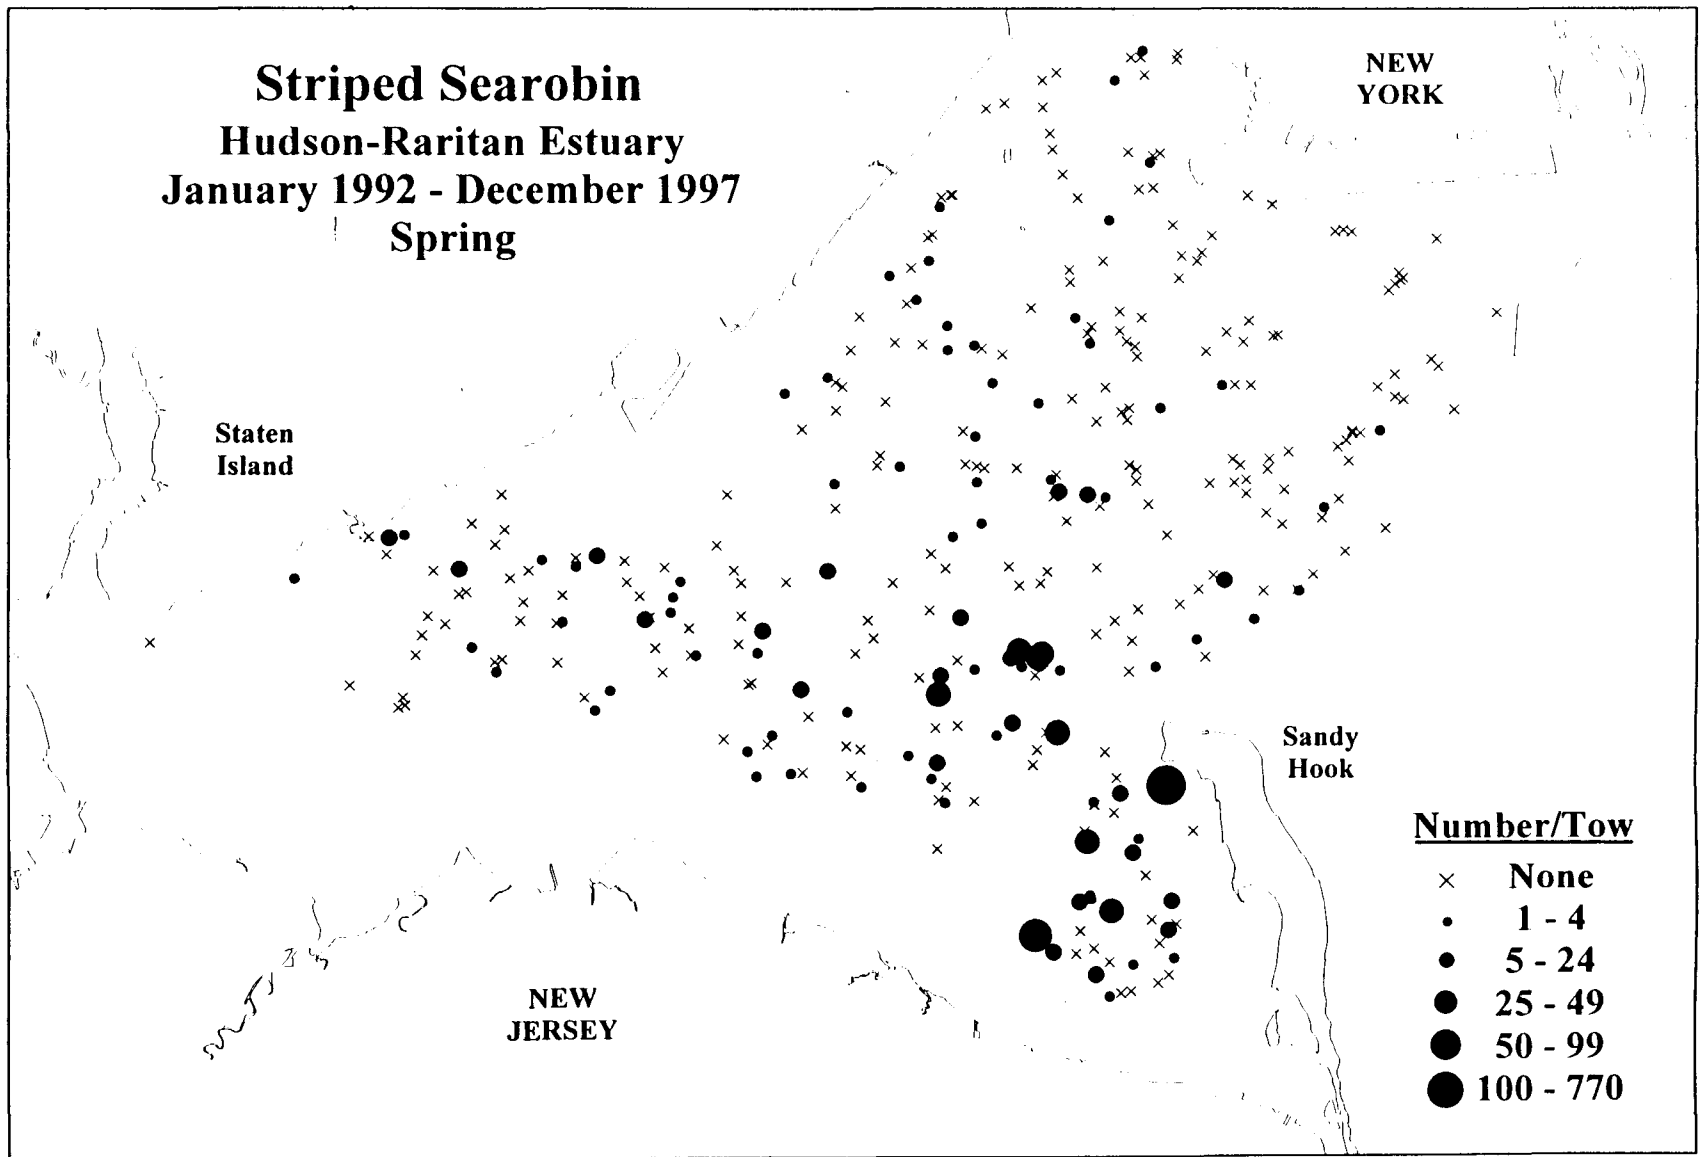 Striped Searobin
Hudson-Raritan Estuary
January 1992 - December 1997
Spring
NEW
YORK
Staten
Island
Sandy
Hook
NEW
JERSEY
Number/Tow
None
1 - 4
5 - 24
25 - 49
50 - 99
100 - 770